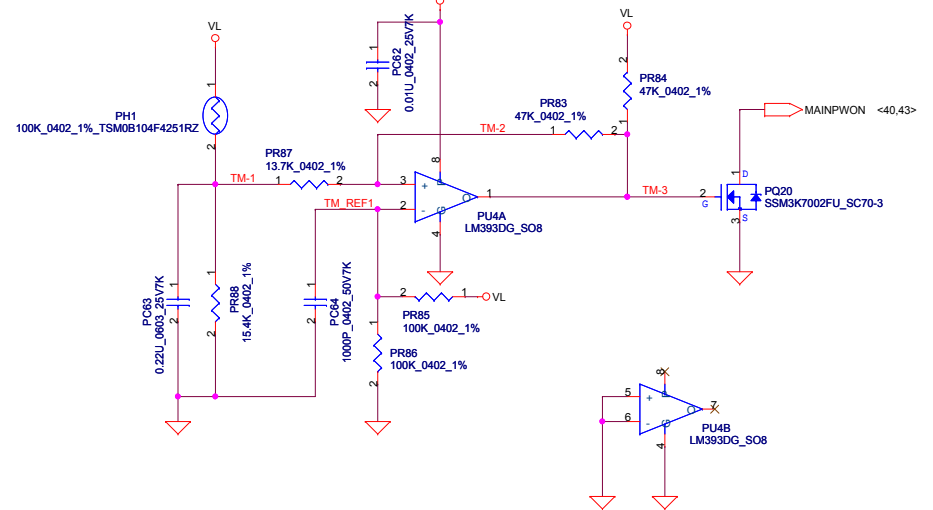 VL
1
2
PH1
100K_0402_1%_TSM0B104F4251RZ
PR87
13.7K_0402_1%
TM-1
1
2
PC62
0.01U_0402_25V7K
1
2
TM-2
PR83
47K_0402_1%
1
2
VL
2
PR84
47K_0402_1%
1
MAINPWON <40,43>
TM_REF1
3
2
+
-
8
P
O
G
4
1
PU4A
LM393DG_SO8
TM-3
2
G
1
D
3
S
PQ20
SSM3K7002FU_SC70-3
PC63
0.22U_0603_25V7K
1
2
PR88
15.4K_0402_1%
1
2
PC64
1000P_0402_50V7K
1
2
2
1
VL
PR85
100K_0402_1%
1
PR86
100K_0402_1%
2
5
6
+
-
8
P
O
G
4
7
PU4B
LM393DG_SO8